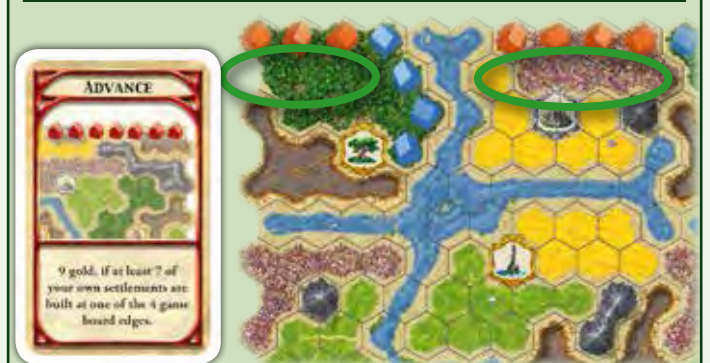 ADVANCE
9 gold, if at least 7 of
your own settlements are
built at one of the 4 game
board edges.